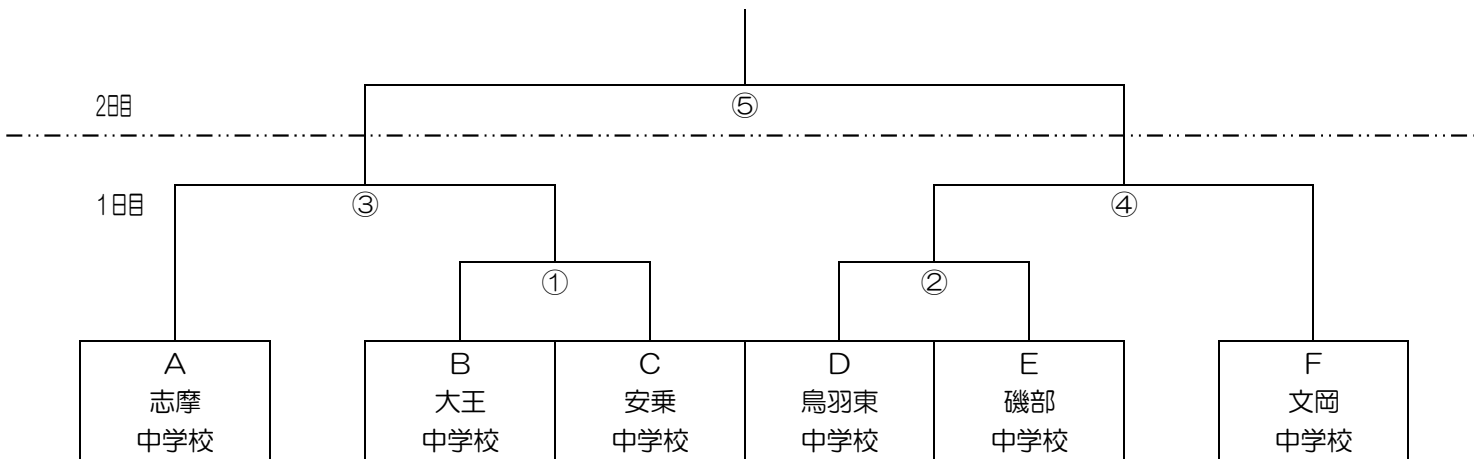 2日目
⑤
1日目
③
④
①
②
A
志摩
中学校
B
大王
中学校
C
安乗
中学校
D
鳥羽東
中学校
E
磯部
中学校
F
文岡
中学校